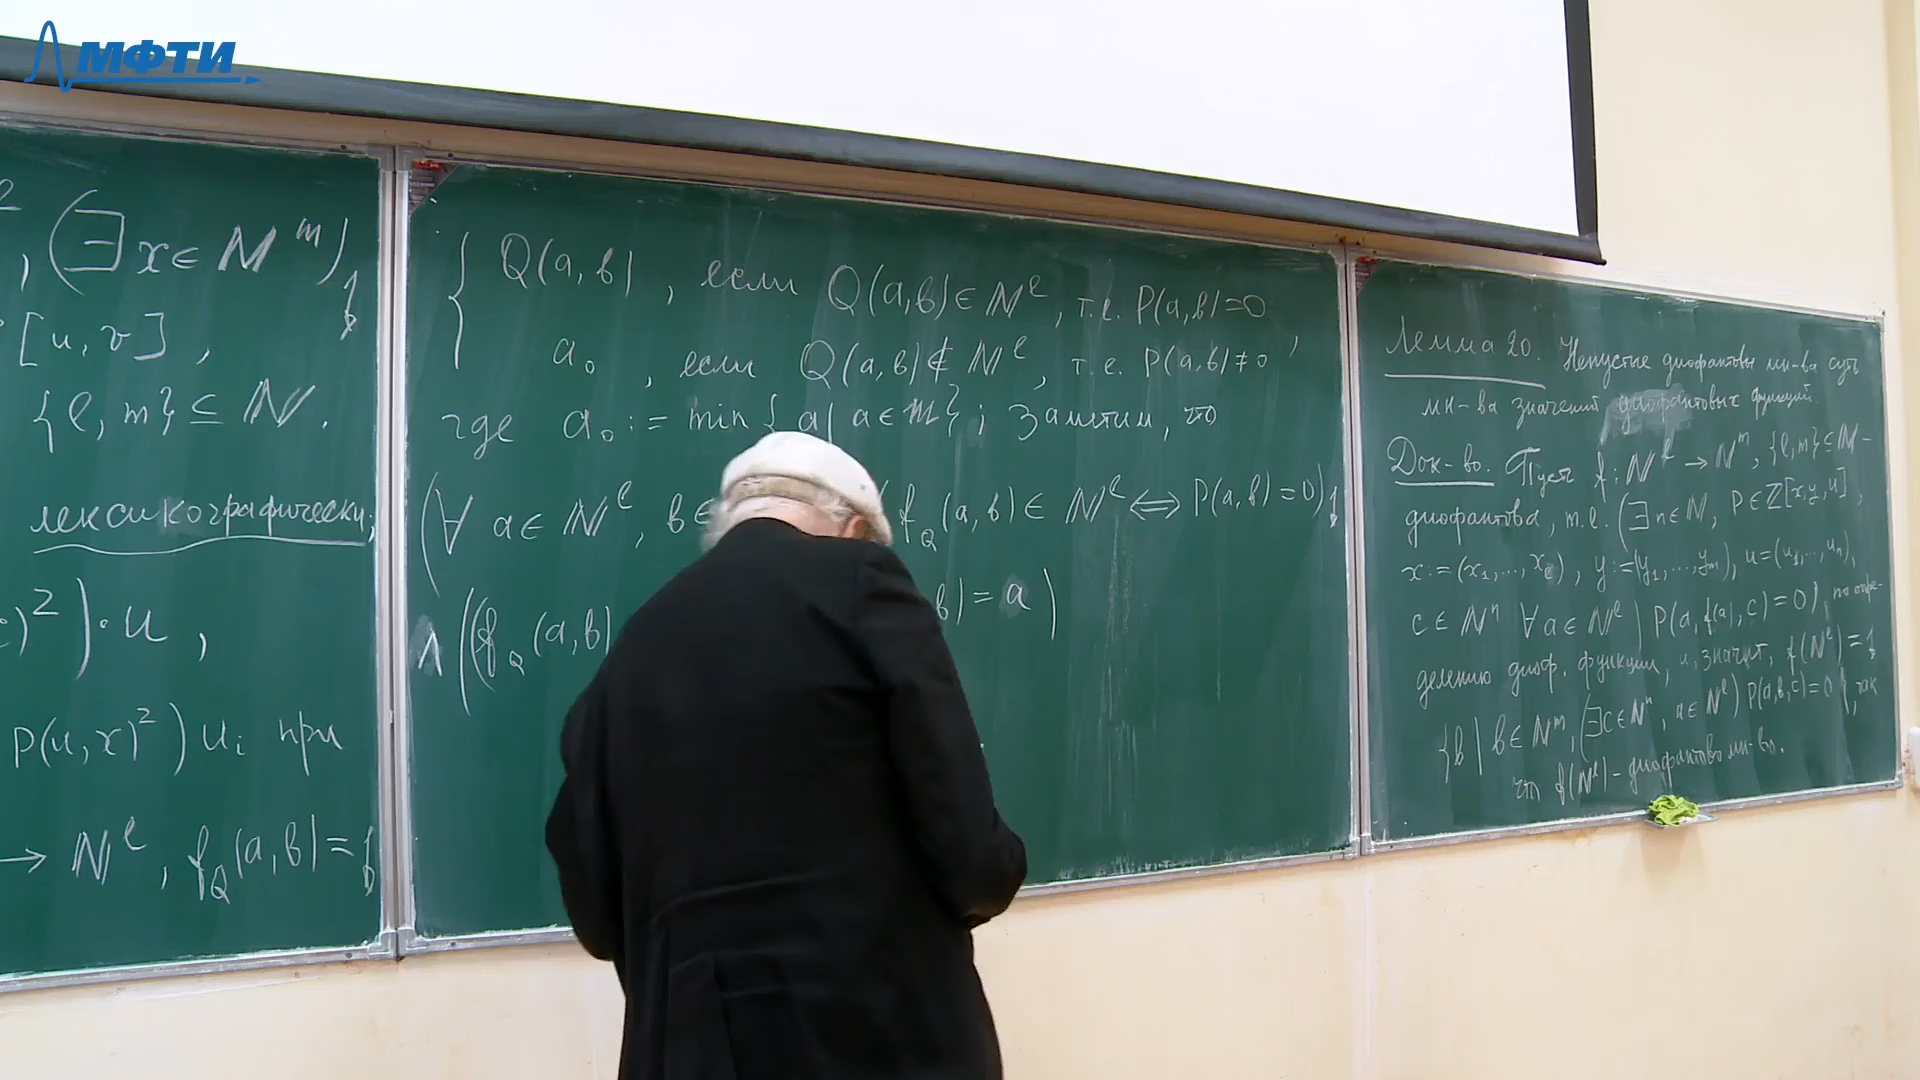 МФТИ
, (∃ x ∈ ℕ^m)
[u, v],
{l, m} ⊆ ℕ.
лексикографически;
)^2)·u,
P(u,x)^2)u_i при
→ ℕ^l, f_Q(a,b)=
Q(a,b), если Q(a,b) ∈ ℕ^l, т.е. P(a,b)=0
a_0, если Q(a,b) ∉ ℕ^l, т.е. P(a,b)≠0,
где a_0 := min{a | a ∈ M}; заметим, что
(∀ a ∈ ℕ^l, b ∈ f_Q(a,b) ∈ ℕ^l ⟺ P(a,b)=0)
∧ ((f_Q(a,b) b)=a)
Лемма 20. Непустые диофантовы мн-ва суть
мн-ва значений диофантовых функций.
Док-во. Пусть f: ℕ^l → ℕ^m, {l,m} ⊆ ℕ -
диофантова, т.е. (∃ n ∈ ℕ, P ∈ ℤ[x,y,u],
x:=(x_1,...,x_l), y:=(y_1,...,y_m), u=(u_1,...,u_n),
c ∈ ℕ^n ∀a ∈ ℕ^l) P(a,f(a),c)=0), по опре-
делению диоф. функции, и, значит, f(ℕ^l)=
{b | b ∈ ℕ^m, (∃c ∈ ℕ^n, a ∈ ℕ^l) P(a,b,c)=0}, так
что f(ℕ^l) - диофантово мн-во.